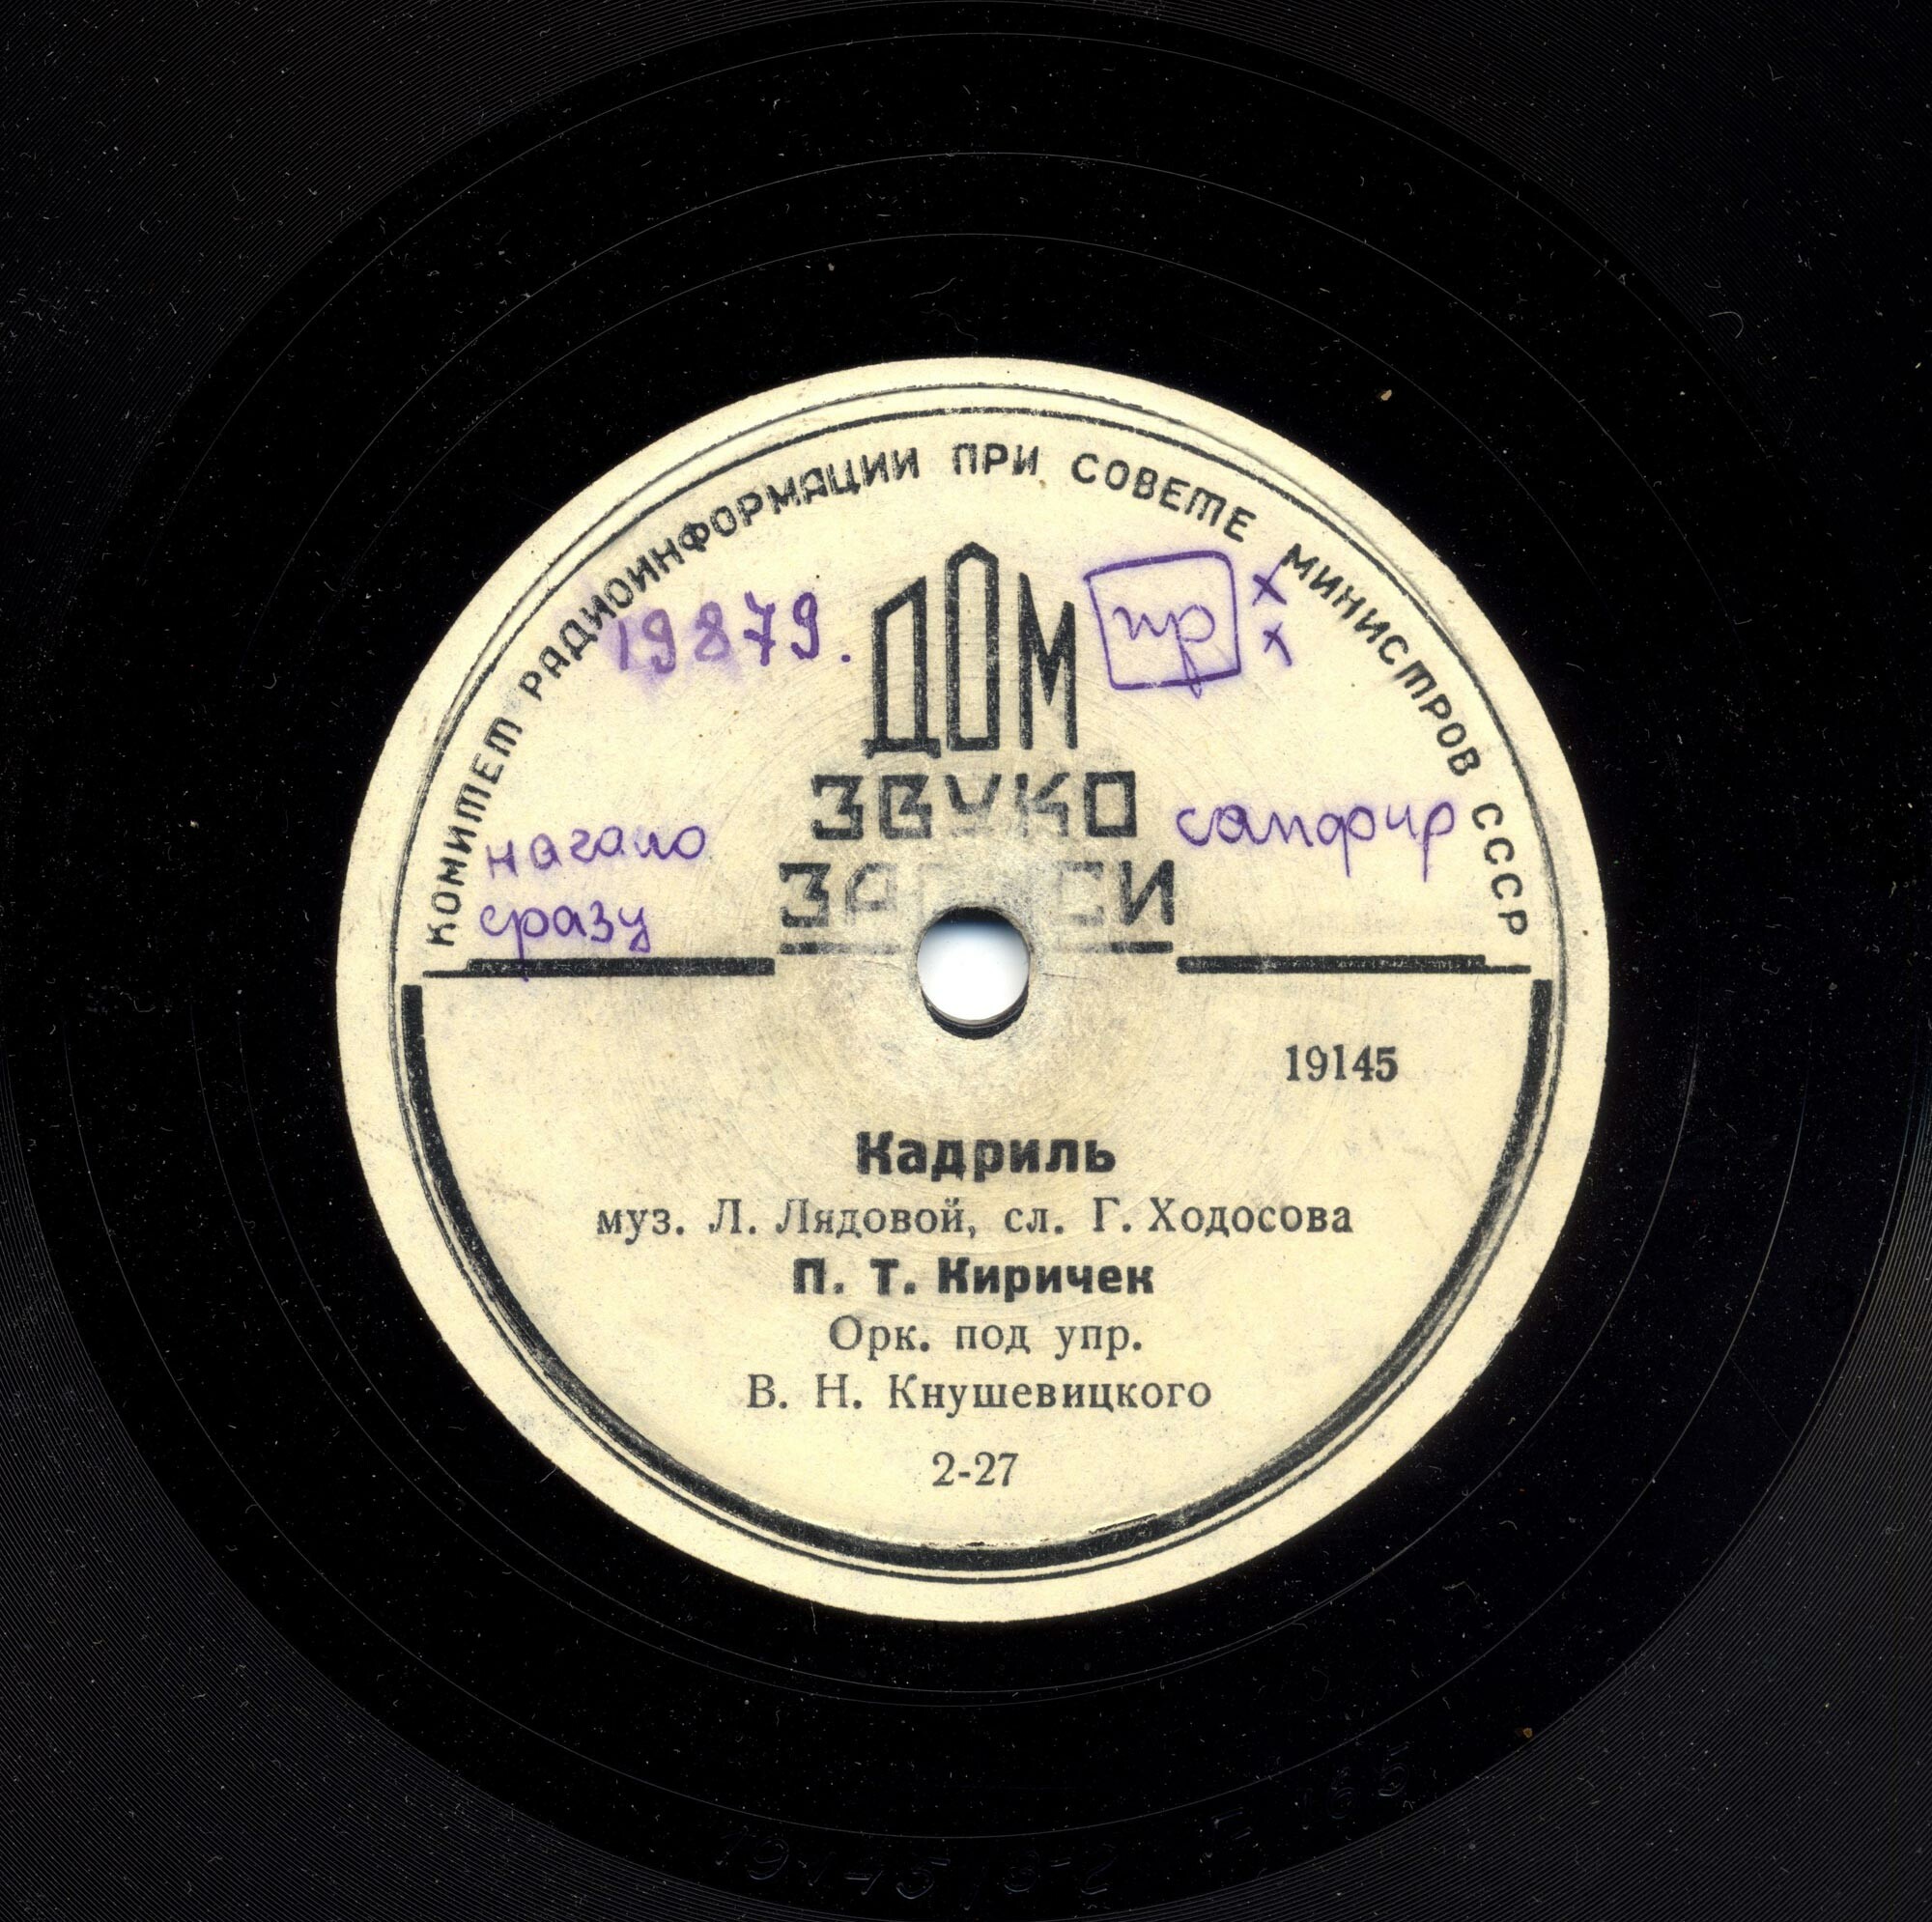 КОМИТЕТ РАДИОИНФОРМАЦИИ ПРИ СОВЕТЕ МИНИСТРОВ СССР
19879.
ДОМ
ЗВУКО
ЗАПИСИ
начало
сразу
сапфир
19145
Кадриль
муз. Л. Лядовой, сл. Г. Ходосова
П. Т. Киричек
Орк. под упр.
В. Н. Кнушевицкого
2-27